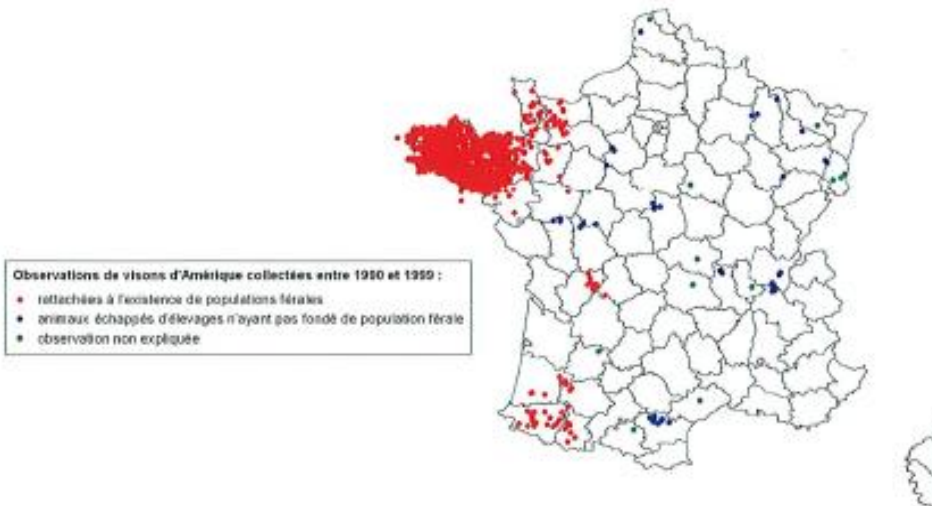 Observations de visons d'Amérique collectées entre 1990 et 1999 :
rattachées à l'existence de populations férales
animaux échappés d'élevages n'ayant pas fondé de population férale
observation non expliquée